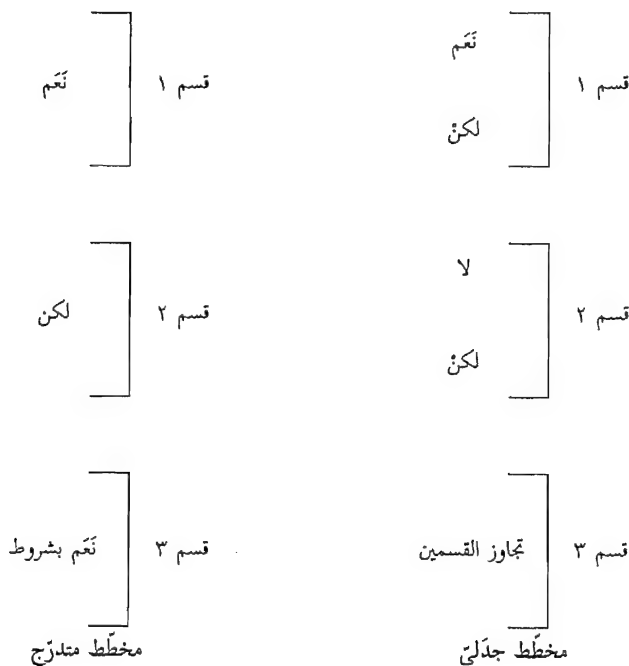 قسم ١
نَعَم
لكنْ
قسم ٢
لا
لكنْ
قسم ٣
تجاوز القسمين
مخطّط جدَليّ
قسم ١
نَعَم
قسم ٢
لكن
قسم ٣
نَعَم بشروط
مخطّط متدرّج